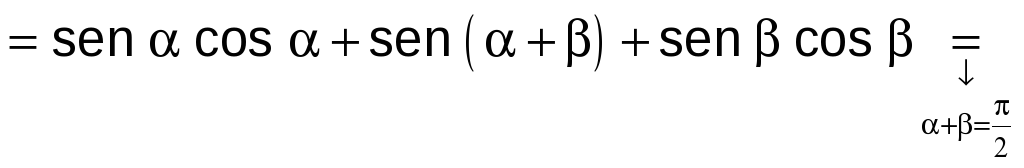 = sen α cos α + sen (α + β) + sen β cos β =
↓
α+β=π/2